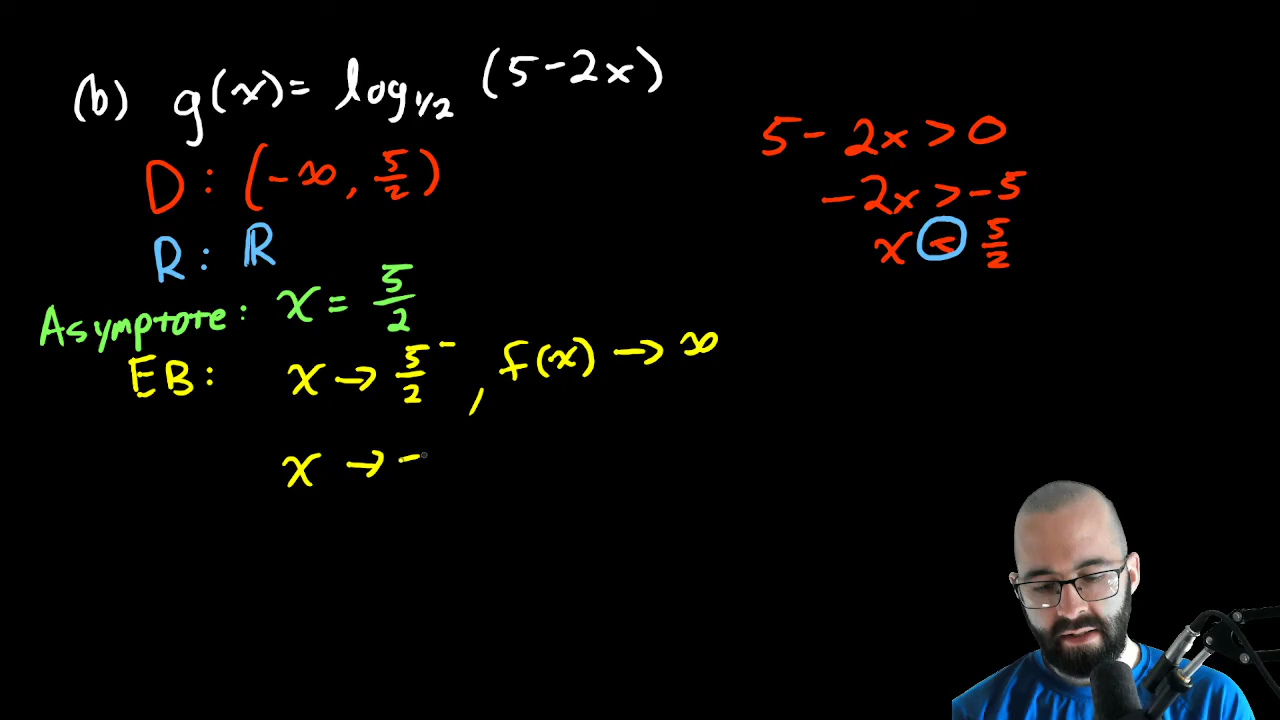 (b) g(x) = log₁/₂ (5-2x)
D: (-∞, 5/2)
R: ℝ
Asymptote: x = 5/2
EB: x → 5/2⁻, f(x) → ∞
x → -
5 - 2x > 0
-2x > -5
x < 5/2